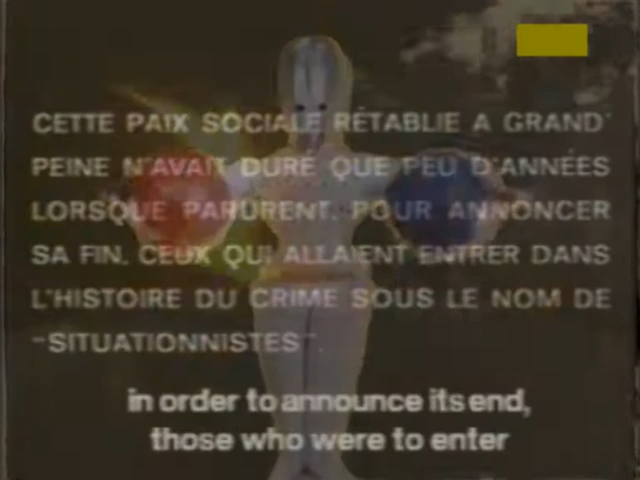 CETTE PAIX SOCIALE RÉTABLIE A GRAND'
PEINE N'AVAIT DURÉ QUE PEU D'ANNÉES
LORSQUE PARURENT, POUR ANNONCER
SA FIN, CEUX QUI ALLAIENT ENTRER DANS
L'HISTOIRE DU CRIME SOUS LE NOM DE
"SITUATIONNISTES".
in order to announce its end,
those who were to enter